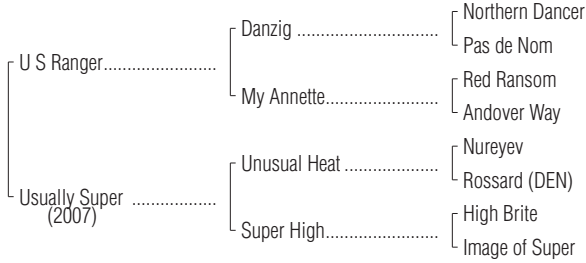 Northern Dancer
Danzig ..................................
Pas de Nom
U S Ranger...........................
Red Ransom
My Annette...........................
Andover Way
Nureyev
Unusual Heat ......................
Rossard (DEN)
Usually Super ....................
(2007)
High Brite
Super High...........................
Image of Super